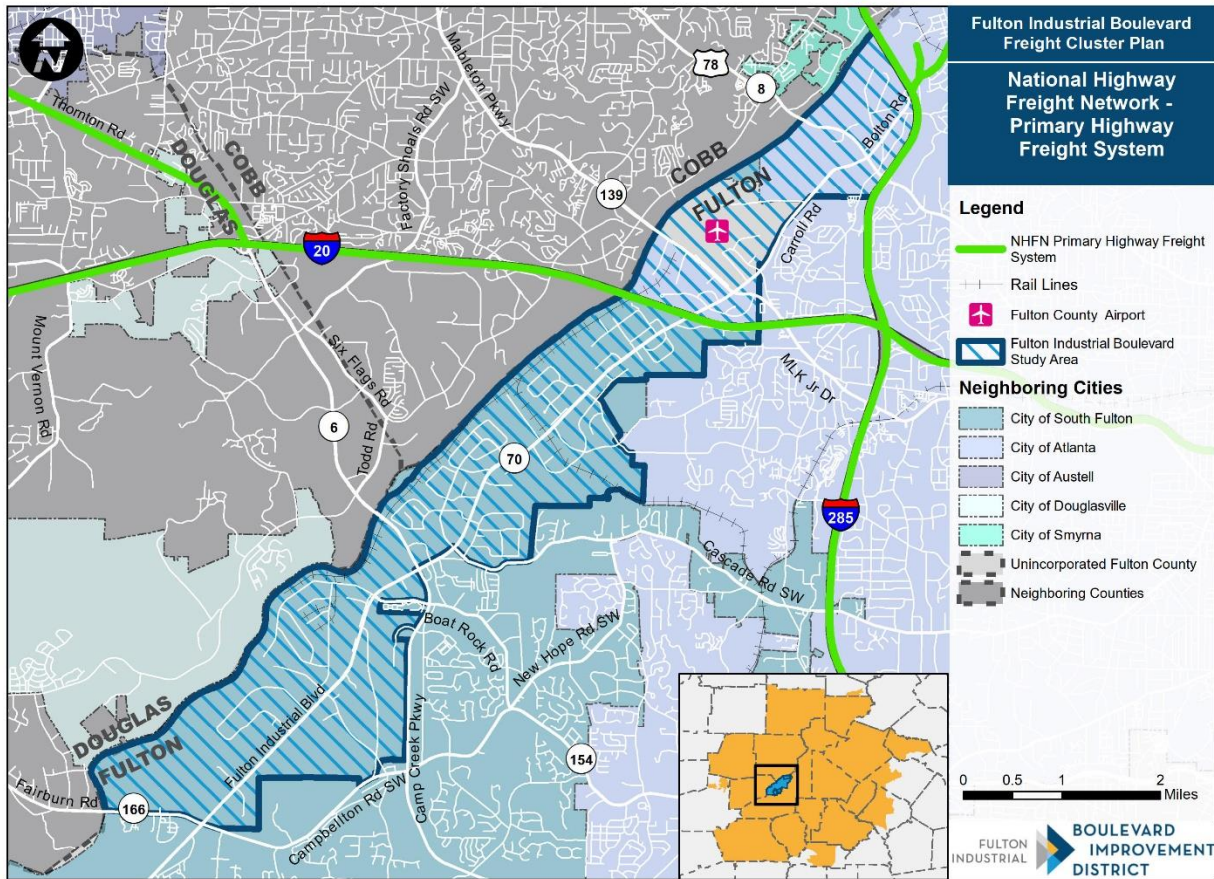 Fulton Industrial Boulevard
Freight Cluster Plan
National Highway
Freight Network -
Primary Highway
Freight System
Legend
NHFN Primary Highway Freight
System
Rail Lines
Fulton County Airport
Fulton Industrial Boulevard
Study Area
Neighboring Cities
City of South Fulton
City of Atlanta
City of Austell
City of Douglasville
City of Smyrna
Unincorporated Fulton County
Neighboring Counties
0 0.5 1 2
Miles
FULTON
INDUSTRIAL
BOULEVARD
IMPROVEMENT
DISTRICT
N
Thornton Rd
COBB
DOUGLAS
Factory Shoals Rd SW
Mableton Pkwy
78
8
Bolton Rd
139
COBB
FULTON
Carroll Rd
20
Mount Vernon Rd
Six Flags Rd
6
Todd Rd
MLK Jr Dr
70
285
Cascade Rd SW
Boat Rock Rd
New Hope Rd SW
Fulton Industrial Blvd
DOUGLAS
FULTON
Camp Creek Pkwy
154
Fairburn Rd
166
Campbellton Rd SW